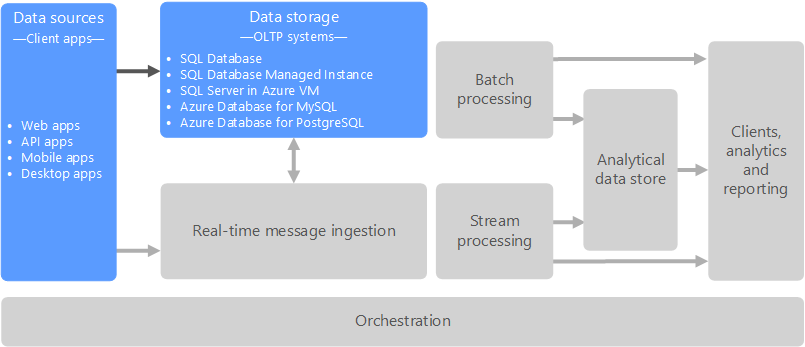 Data sources
—Client apps—
• Web apps
• API apps
• Mobile apps
• Desktop apps
Data storage
—OLTP systems—
• SQL Database
• SQL Database Managed Instance
• SQL Server in Azure VM
• Azure Database for MySQL
• Azure Database for PostgreSQL
Real-time message ingestion
Batch
processing
Stream
processing
Analytical
data store
Clients,
analytics
and
reporting
Orchestration